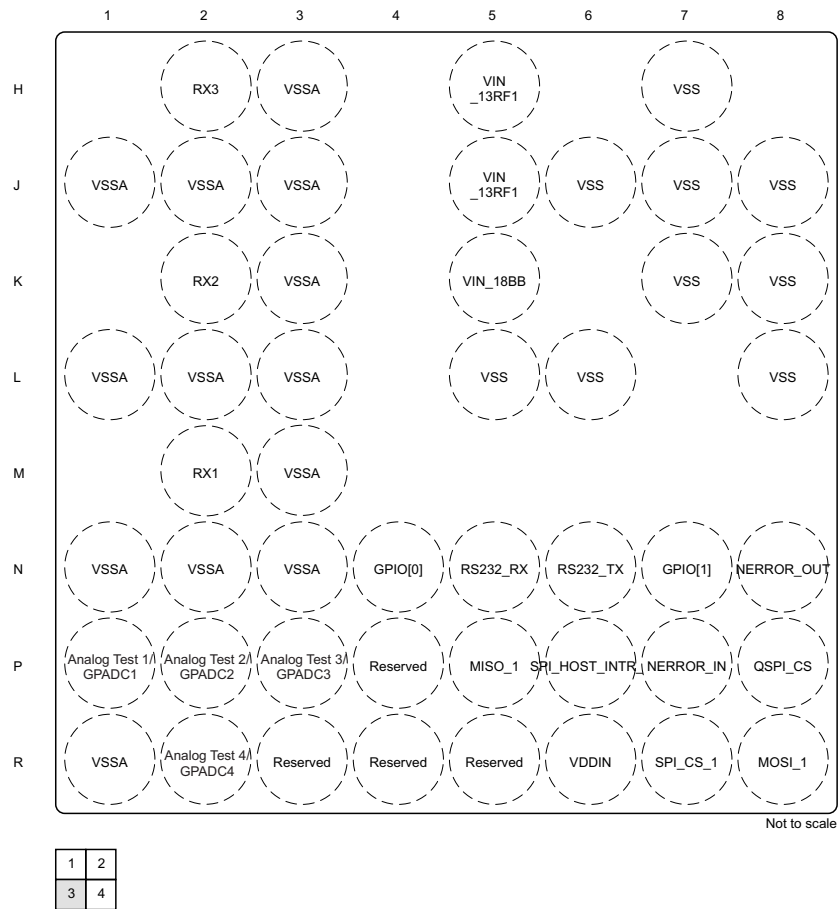 1 2 3 4 5 6 7 8
H RX3 VSSA VIN _13RF1 VSS
J VSSA VSSA VSSA VIN _13RF1 VSS VSS VSS
K RX2 VSSA VIN_18BB VSS VSS
L VSSA VSSA VSSA VSS VSS VSS
M RX1 VSSA
N VSSA VSSA VSSA GPIO[0] RS232_RX RS232_TX GPIO[1] NERROR_OUT
P Analog Test 1/ GPADC1 Analog Test 2/ GPADC2 Analog Test 3/ GPADC3 Reserved MISO_1 SPI_HOST_INTR_ NERROR_IN QSPI_CS
R VSSA Analog Test 4/ GPADC4 Reserved Reserved Reserved VDDIN SPI_CS_1 MOSI_1
Not to scale
1 2
3 4